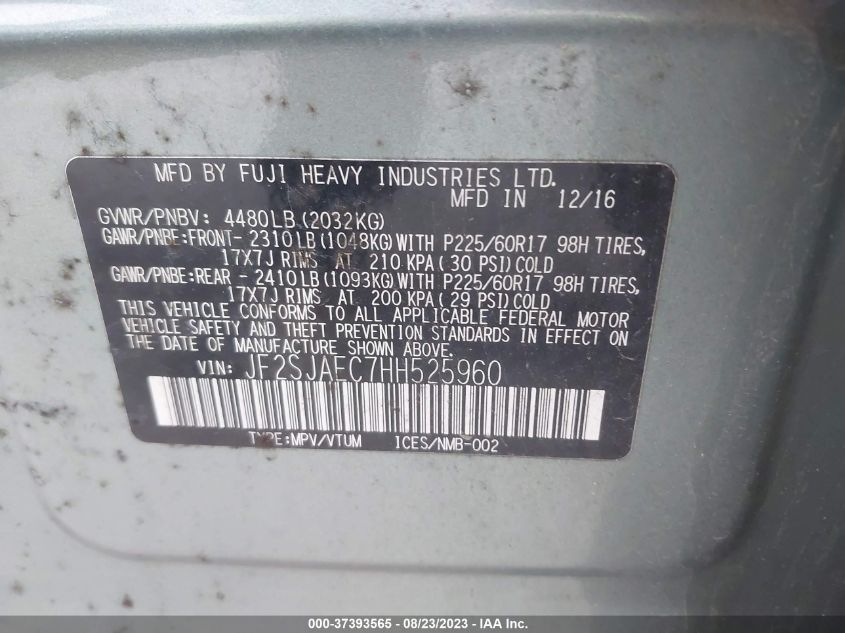 MFD BY FUJI HEAVY INDUSTRIES LTD.
MFD IN 12/16
GVWR/PNBV: 4480LB(2032KG)
GAWR/PNBE:FRONT- 2310LB(1048KG)WITH P225/60R17 98H TIRES,
17X7J RIMS AT 210 KPA(30 PSI)COLD
GAWR/PNBE:REAR - 2410LB(1093KG)WITH P225/60R17 98H TIRES,
17X7J RIMS AT 200 KPA(29 PSI)COLD
THIS VEHICLE CONFORMS TO ALL APPLICABLE FEDERAL MOTOR
VEHICLE SAFETY AND THEFT PREVENTION STANDARDS IN EFFECT ON
THE DATE OF MANUFACTURE SHOWN ABOVE.
VIN: JF2SJAEC7HH525960
TYPE:MPV/VTUM ICES/NMB-002
000-37393565 - 08/23/2023 - IAA Inc.